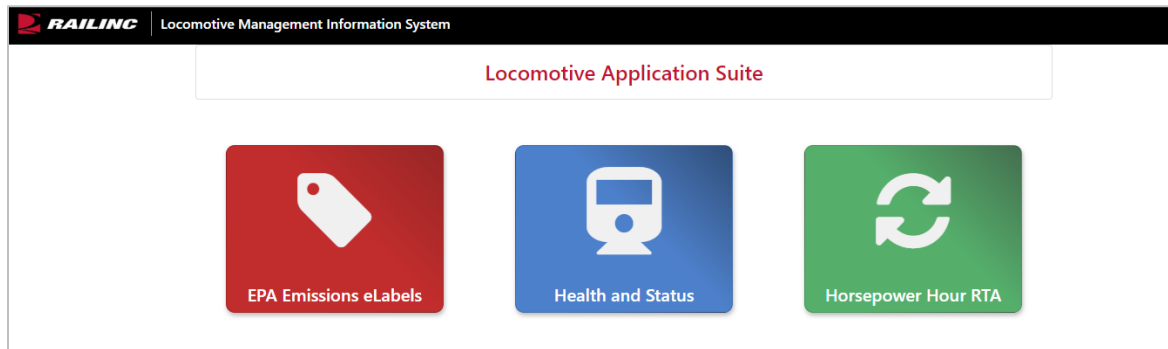 RAILINC Locomotive Management Information System
Locomotive Application Suite
EPA Emissions eLabels
Health and Status
Horsepower Hour RTA